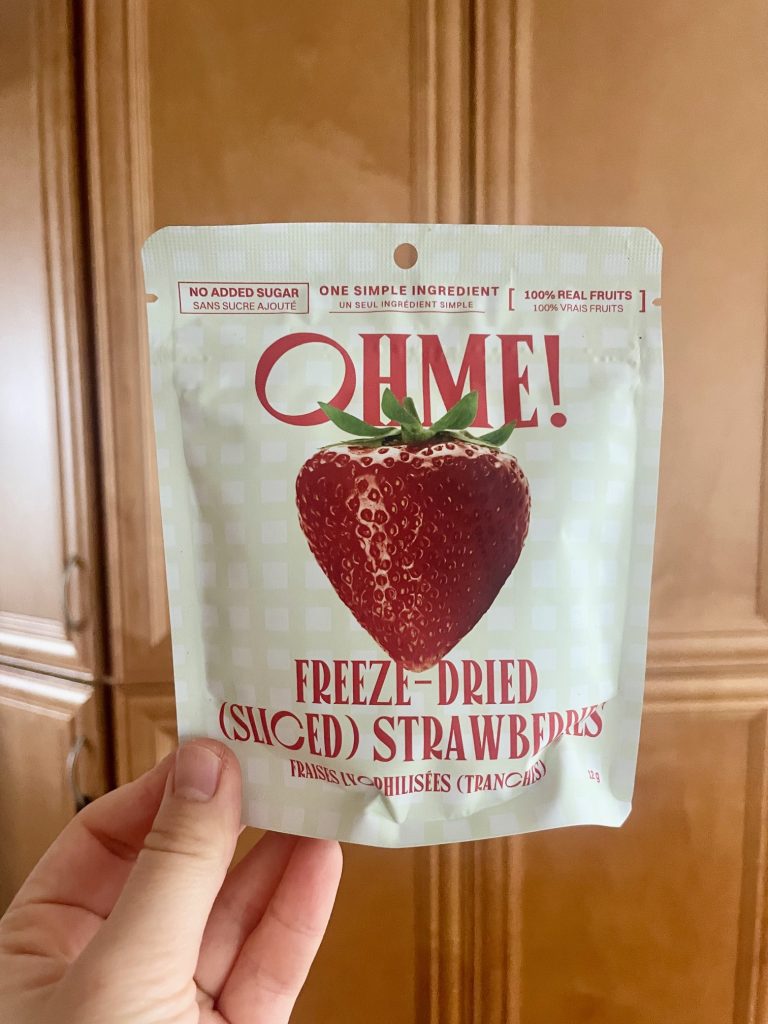 NO ADDED SUGAR
SANS SUCRE AJOUTÉ
ONE SIMPLE INGREDIENT
UN SEUL INGRÉDIENT SIMPLE
[ 100% REAL FRUITS ]
100% VRAIS FRUITS
OHME!
FREEZE-DRIED
(SLICED) STRAWBERRIES
FRAISES LYOPHILISÉES (TRANCHES)
12 g